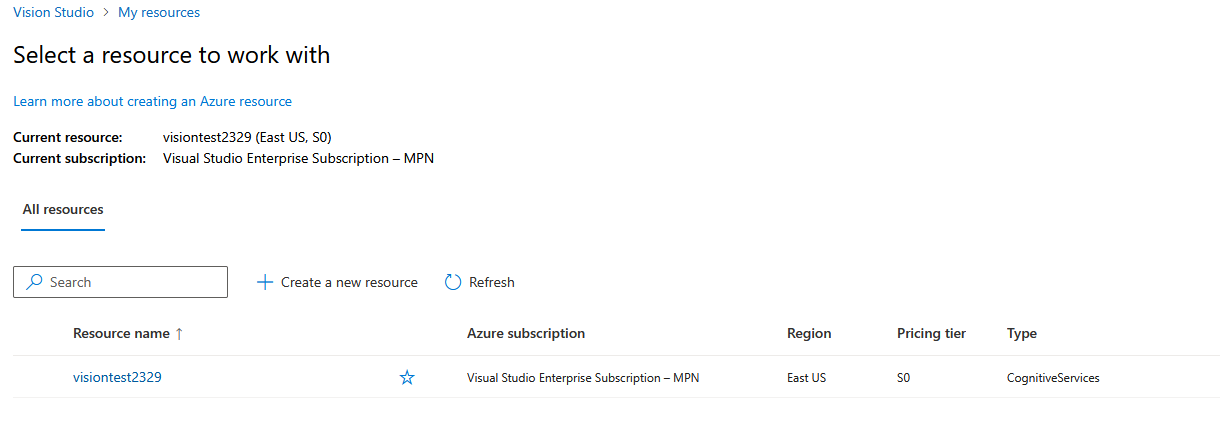 Vision Studio > My resources
Select a resource to work with
Learn more about creating an Azure resource
Current resource: visiontest2329 (East US, S0)
Current subscription: Visual Studio Enterprise Subscription – MPN
All resources
Search Create a new resource Refresh
Resource name ↑ Azure subscription Region Pricing tier Type
visiontest2329 Visual Studio Enterprise Subscription – MPN East US S0 CognitiveServices